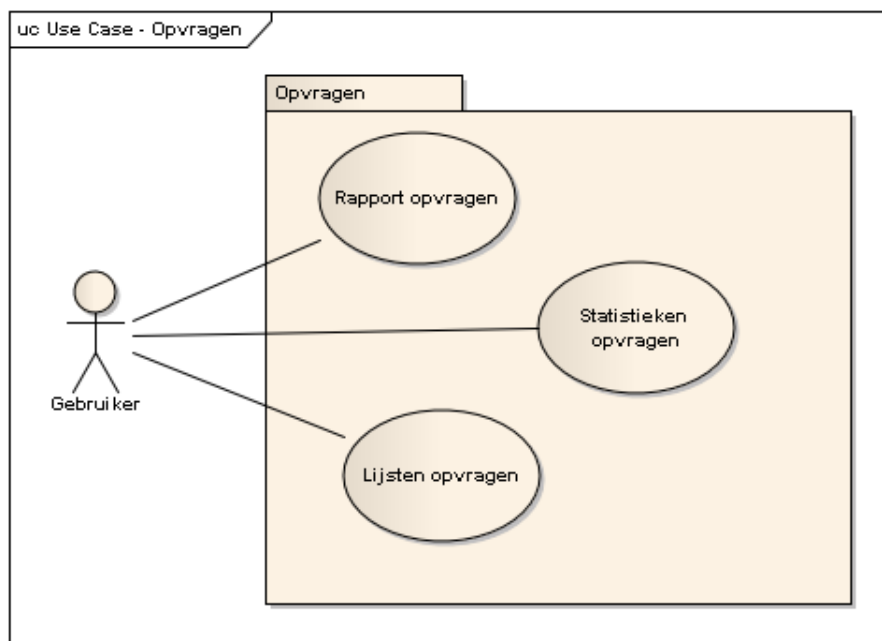 uc Use Case - Opvragen
Opvragen
Rapport opvragen
Statistieken
opvragen
Gebruiker
Lijsten opvragen